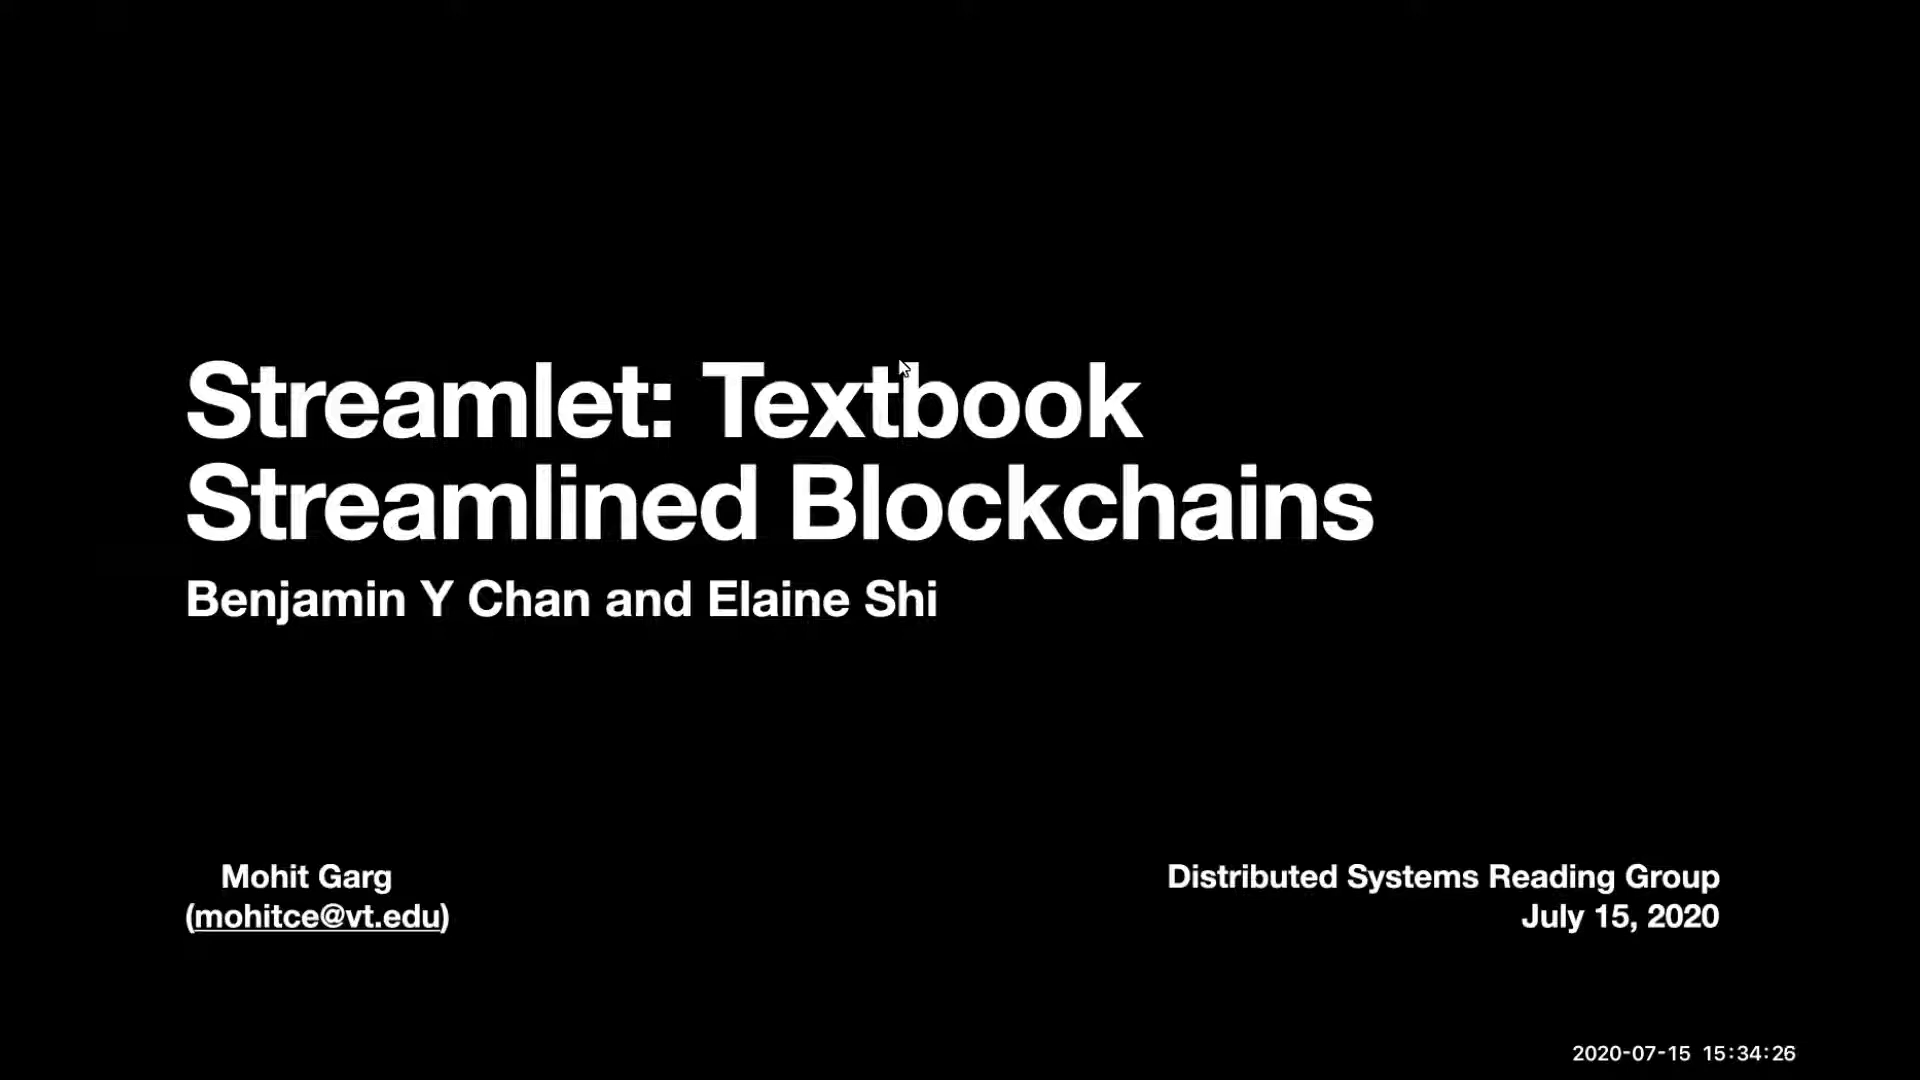 Streamlet: Textbook
Streamlined Blockchains
Benjamin Y Chan and Elaine Shi
Mohit Garg
(mohitce@vt.edu)
Distributed Systems Reading Group
July 15, 2020
2020-07-15 15:34:26